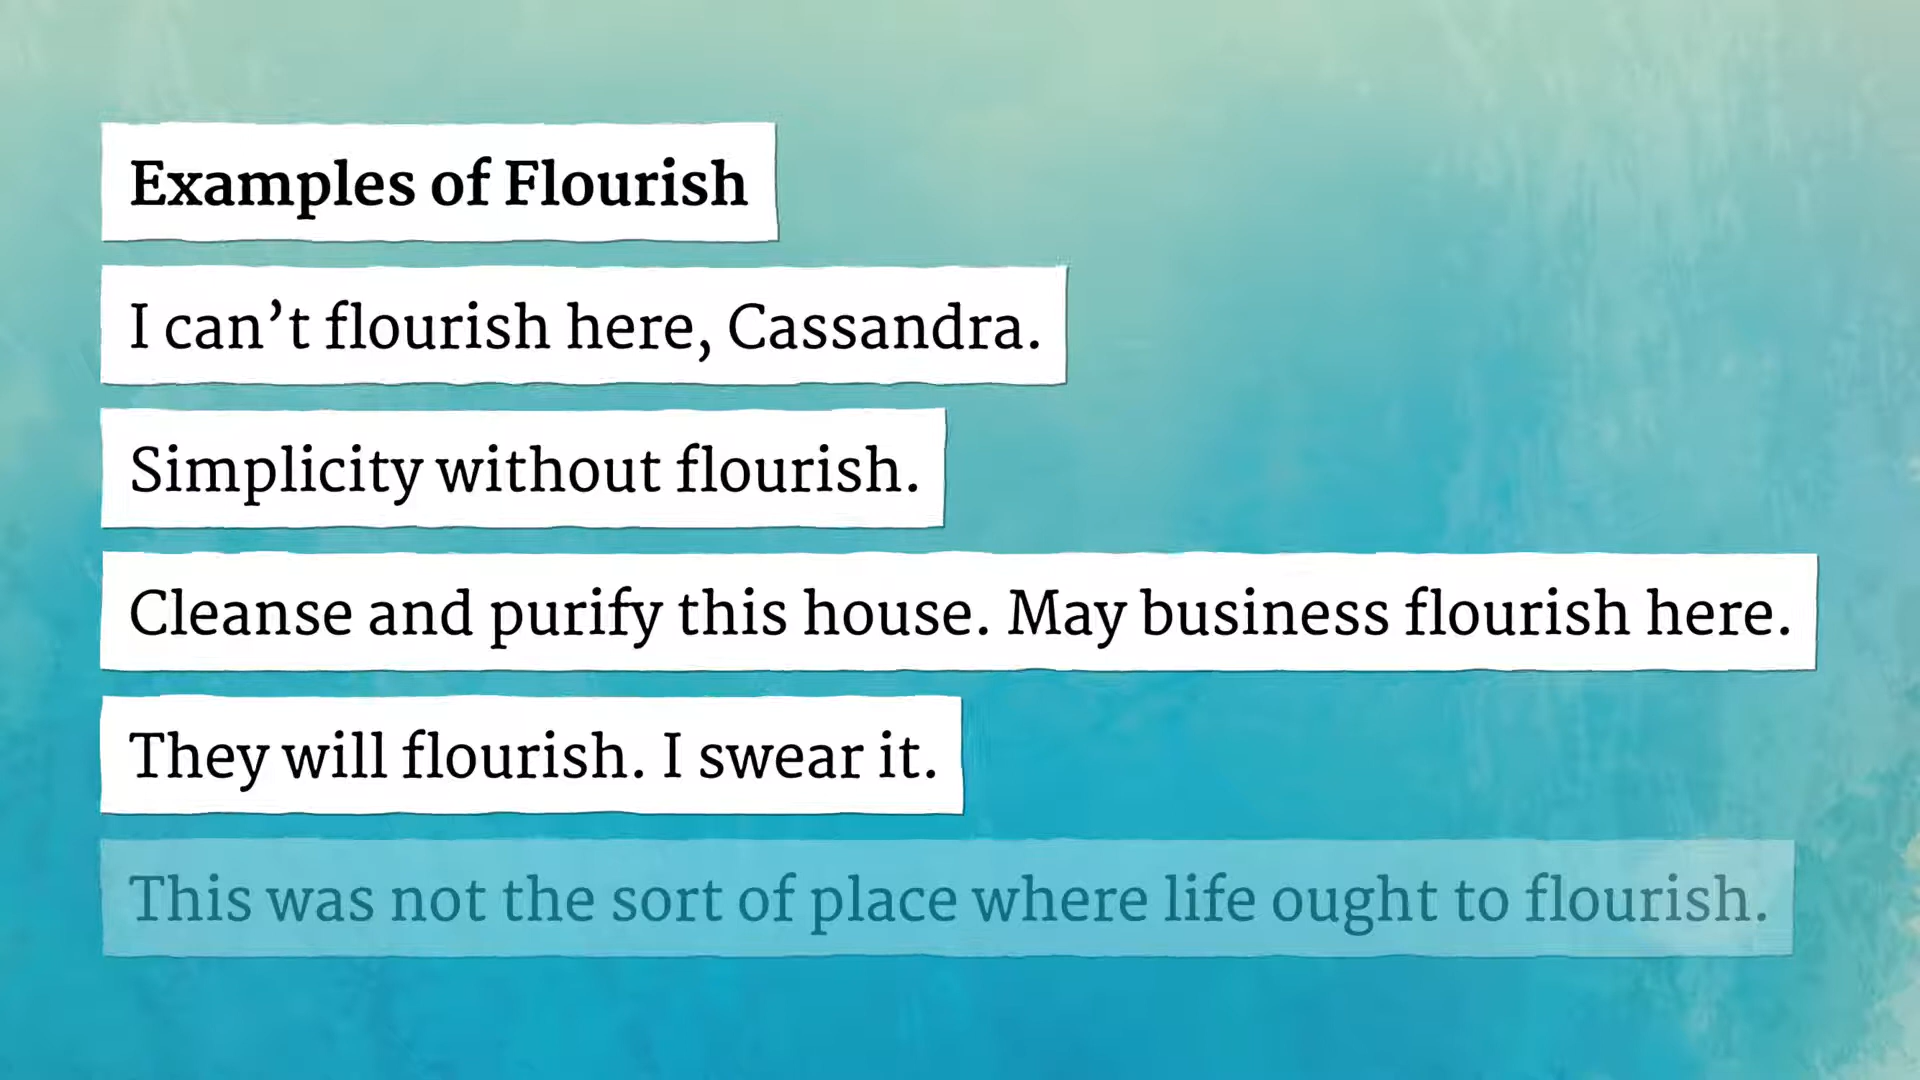 Examples of Flourish
I can’t flourish here, Cassandra.
Simplicity without flourish.
Cleanse and purify this house. May business flourish here.
They will flourish. I swear it.
This was not the sort of place where life ought to flourish.